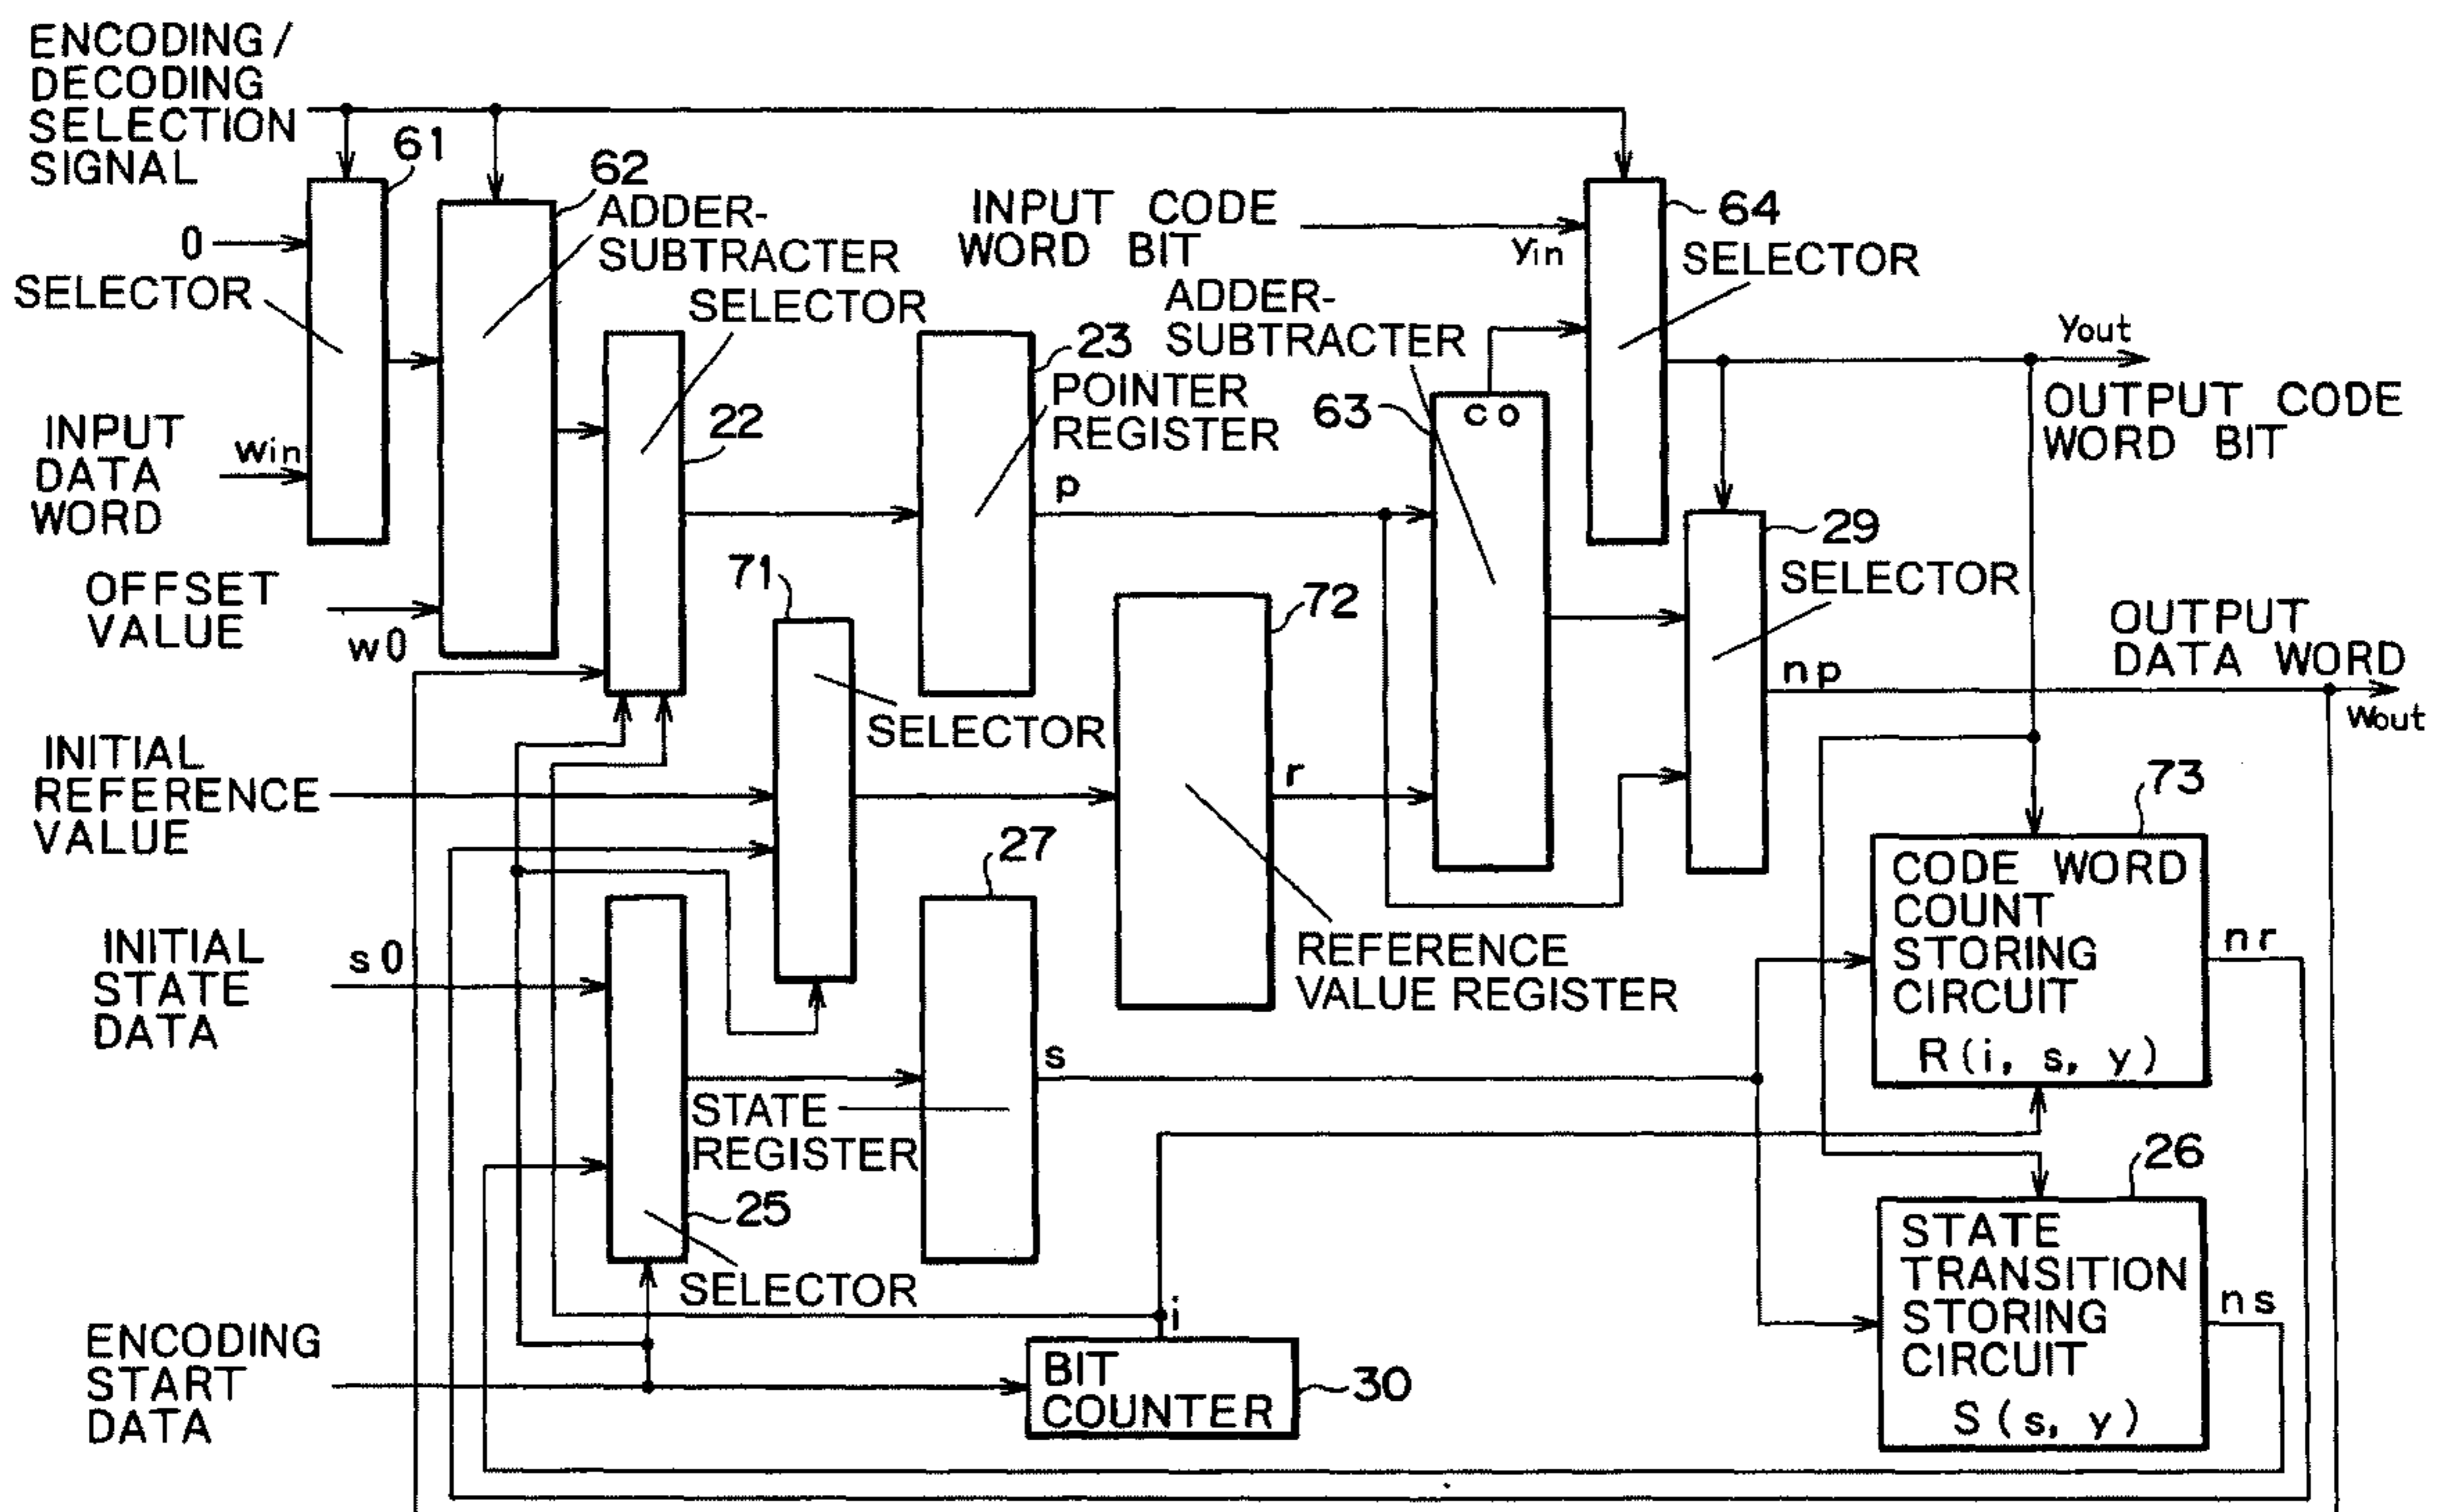 ENCODING/
DECODING
SELECTION
SIGNAL
61
62
ADDER-
SUBTRACTER
0
SELECTOR
SELECTOR
22
INPUT
DATA
WORD
win
OFFSET
VALUE
w0
INPUT CODE
WORD BIT
yin
64
SELECTOR
ADDER-
SUBTRACTER
23
POINTER
REGISTER
p
63
CO
yout
OUTPUT CODE
WORD BIT
29
SELECTOR
71
SELECTOR
72
OUTPUT
DATA WORD
np
wout
INITIAL
REFERENCE
VALUE
r
73
CODE WORD
COUNT
STORING
CIRCUIT
R(i, s, y)
nr
27
REFERENCE
VALUE REGISTER
INITIAL
STATE
DATA
s0
s
STATE
REGISTER
25
SELECTOR
26
STATE
TRANSITION
STORING
CIRCUIT
S(s, y)
ns
i
ENCODING
START
DATA
BIT
COUNTER
30